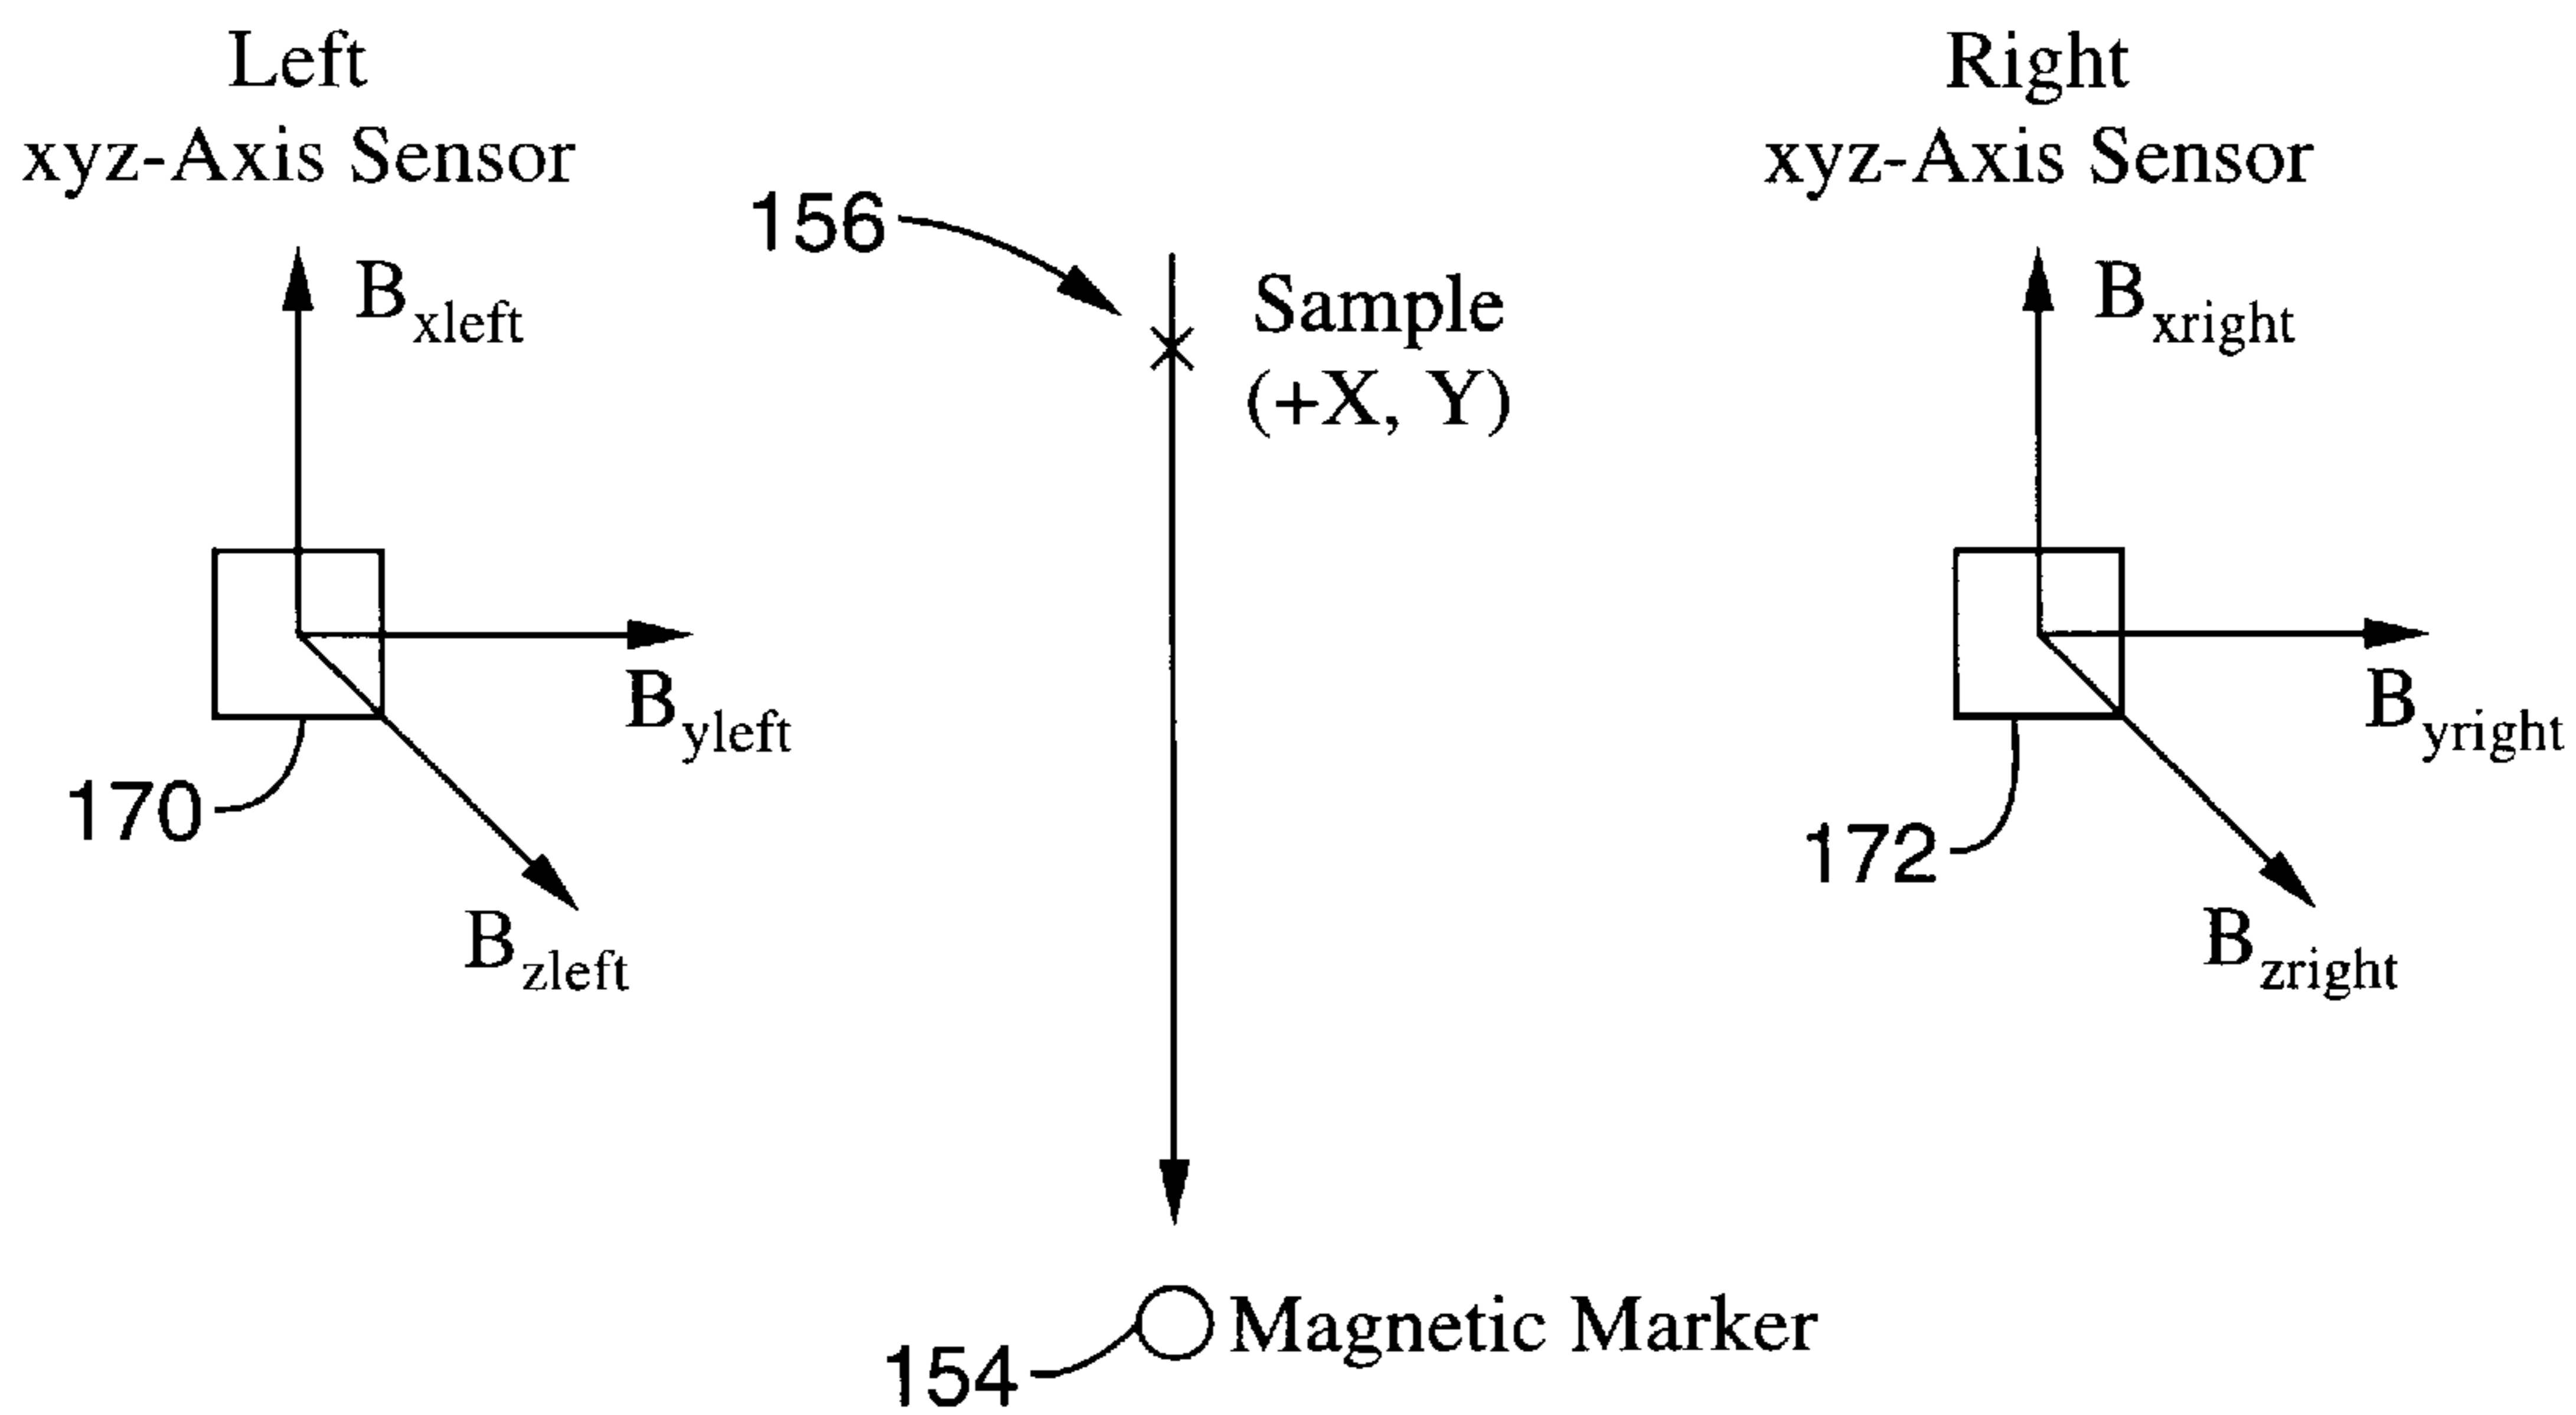 Left
xyz-Axis Sensor
Right
xyz-Axis Sensor
156
Bxleft
Sample
(+X, Y)
Bxright
Byleft
Byright
170
172
Bzleft
Bzright
Magnetic Marker
154